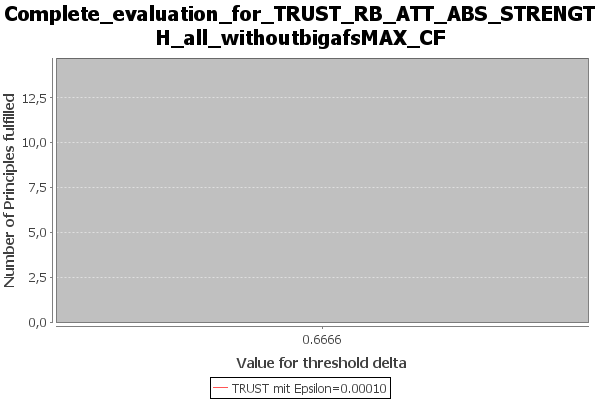 Complete_evaluation_for_TRUST_RB_ATT_ABS_STRENGT
H_all_withoutbigafsMAX_CF
Number of Principles fulfilled
12,5
10,0
7,5
5,0
2,5
0,0
0.6666
Value for threshold delta
TRUST mit Epsilon=0.00010